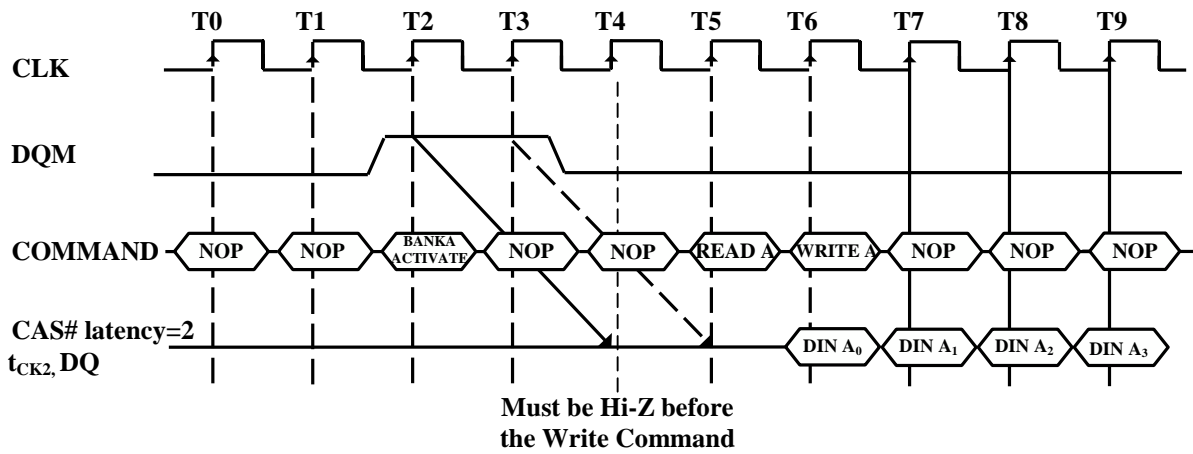 T0 T1 T2 T3 T4 T5 T6 T7 T8 T9
CLK
DQM
COMMAND NOP NOP BANKA ACTIVATE NOP NOP READ A WRITE A NOP NOP NOP
CAS# latency=2
tCK2, DQ DIN A0 DIN A1 DIN A2 DIN A3
Must be Hi-Z before
the Write Command